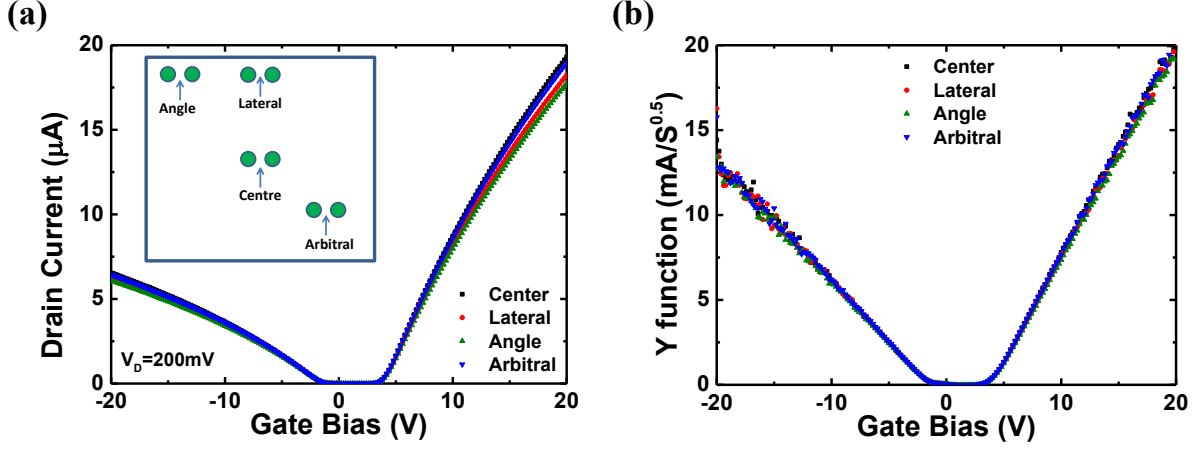 (a)
20
15
10
5
0
Drain Current (µA)
Angle
Lateral
Centre
Arbitral
Center
Lateral
Angle
Arbitral
V_D=200mV
-20
-10
0
10
20
Gate Bias (V)
(b)
20
15
10
5
0
Y function (mA/S^0.5)
Center
Lateral
Angle
Arbitral
-20
-10
0
10
20
Gate Bias (V)